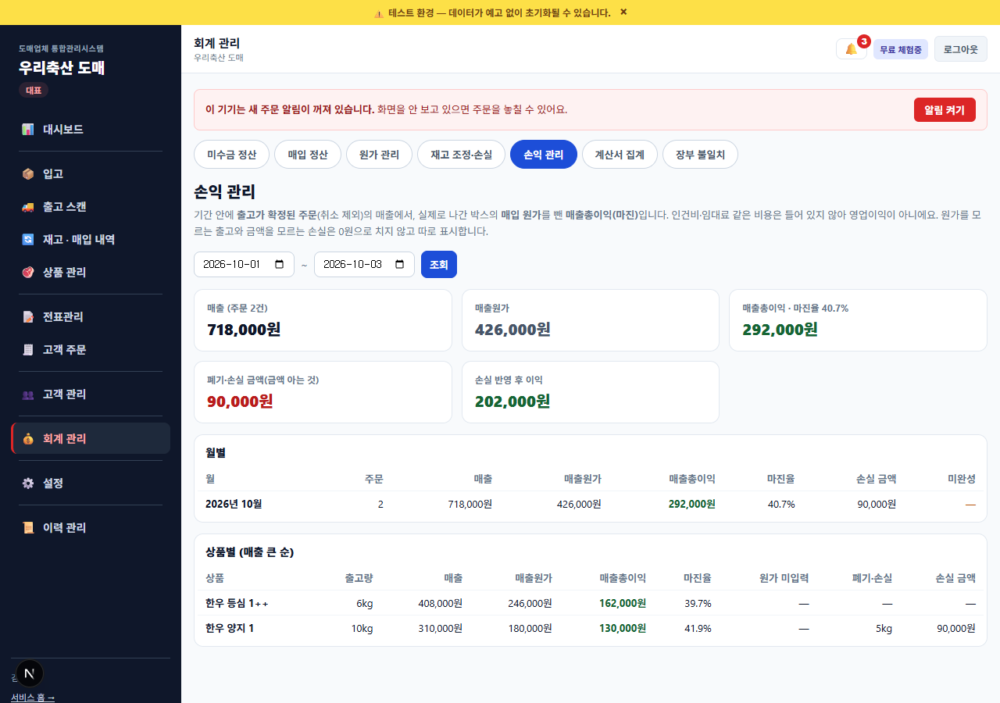 ⚠️ 테스트 환경 — 데이터가 예고 없이 초기화될 수 있습니다. ✕
도매업체 통합관리시스템
우리축산 도매
대표
대시보드
입고
출고 스캔
재고 · 매입 내역
상품 관리
전표관리
고객 주문
고객 관리
회계 관리
설정
이력 관리
N
서비스 홈 →
회계 관리
우리축산 도매
3
무료 체험중
로그아웃
이 기기는 새 주문 알림이 꺼져 있습니다. 화면을 안 보고 있으면 주문을 놓칠 수 있어요.
알림 켜기
미수금 정산 매입 정산 원가 관리 재고 조정·손실 손익 관리 계산서 집계 장부 불일치
손익 관리
기간 안에 출고가 확정된 주문(취소 제외)의 매출에서, 실제로 나간 박스의 매입 원가를 뺀 매출총이익(마진)입니다. 인건비·임대료 같은 비용은 들어 있지 않아 영업이익이 아니에요. 원가를 모
르는 출고와 금액을 모르는 손실은 0원으로 치지 않고 따로 표시합니다.
2026-10-01 ~ 2026-10-03 조회
매출 (주문 2건)
718,000원
매출원가
426,000원
매출총이익 · 마진율 40.7%
292,000원
폐기·손실 금액(금액 아는 것)
90,000원
손실 반영 후 이익
202,000원
월별
월 주문 매출 매출원가 매출총이익 마진율 손실 금액 미완성
2026년 10월 2 718,000원 426,000원 292,000원 40.7% 90,000원 —
상품별 (매출 큰 순)
상품 출고량 매출 매출원가 매출총이익 마진율 원가 미입력 폐기·손실 손실 금액
한우 등심 1++ 6kg 408,000원 246,000원 162,000원 39.7% — — —
한우 양지 1 10kg 310,000원 180,000원 130,000원 41.9% — 5kg 90,000원